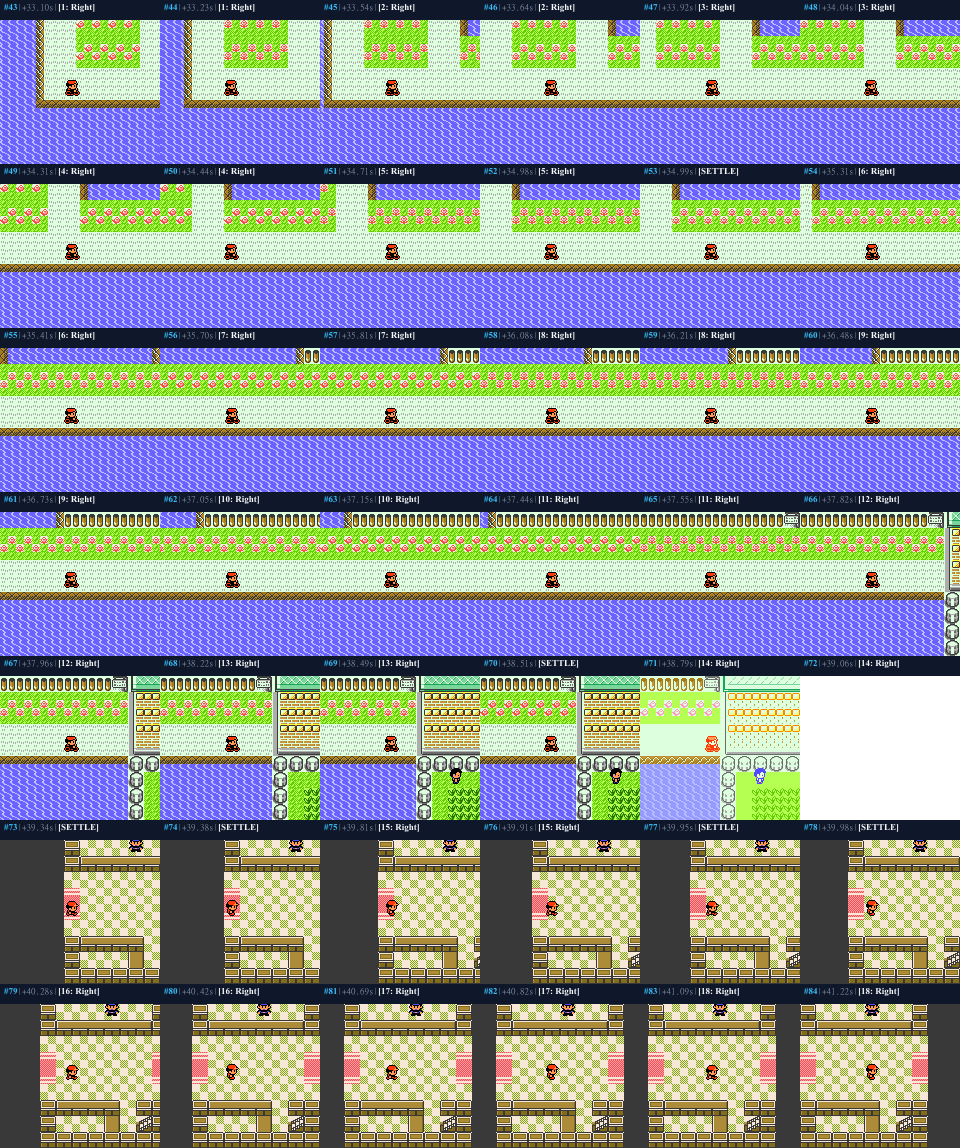 #43|+33.10s|[1: Right] #44|+33.23s|[1: Right] #45|+33.54s|[2: Right] #46|+33.64s|[2: Right] #47|+33.92s|[3: Right] #48|+34.04s|[3: Right]
#49|+34.31s|[4: Right] #50|+34.44s|[4: Right] #51|+34.71s|[5: Right] #52|+34.98s|[5: Right] #53|+34.99s|[SETTLE] #54|+35.31s|[6: Right]
#55|+35.41s|[6: Right] #56|+35.70s|[7: Right] #57|+35.81s|[7: Right] #58|+36.08s|[8: Right] #59|+36.21s|[8: Right] #60|+36.48s|[9: Right]
#61|+36.73s|[9: Right] #62|+37.05s|[10: Right] #63|+37.15s|[10: Right] #64|+37.44s|[11: Right] #65|+37.55s|[11: Right] #66|+37.82s|[12: Right]
#67|+37.96s|[12: Right] #68|+38.22s|[13: Right] #69|+38.49s|[13: Right] #70|+38.51s|[SETTLE] #71|+38.79s|[14: Right] #72|+39.06s|[14: Right]
#73|+39.34s|[SETTLE] #74|+39.38s|[SETTLE] #75|+39.81s|[15: Right] #76|+39.91s|[15: Right] #77|+39.95s|[SETTLE] #78|+39.98s|[SETTLE]
#79|+40.28s|[16: Right] #80|+40.42s|[16: Right] #81|+40.69s|[17: Right] #82|+40.82s|[17: Right] #83|+41.09s|[18: Right] #84|+41.22s|[18: Right]